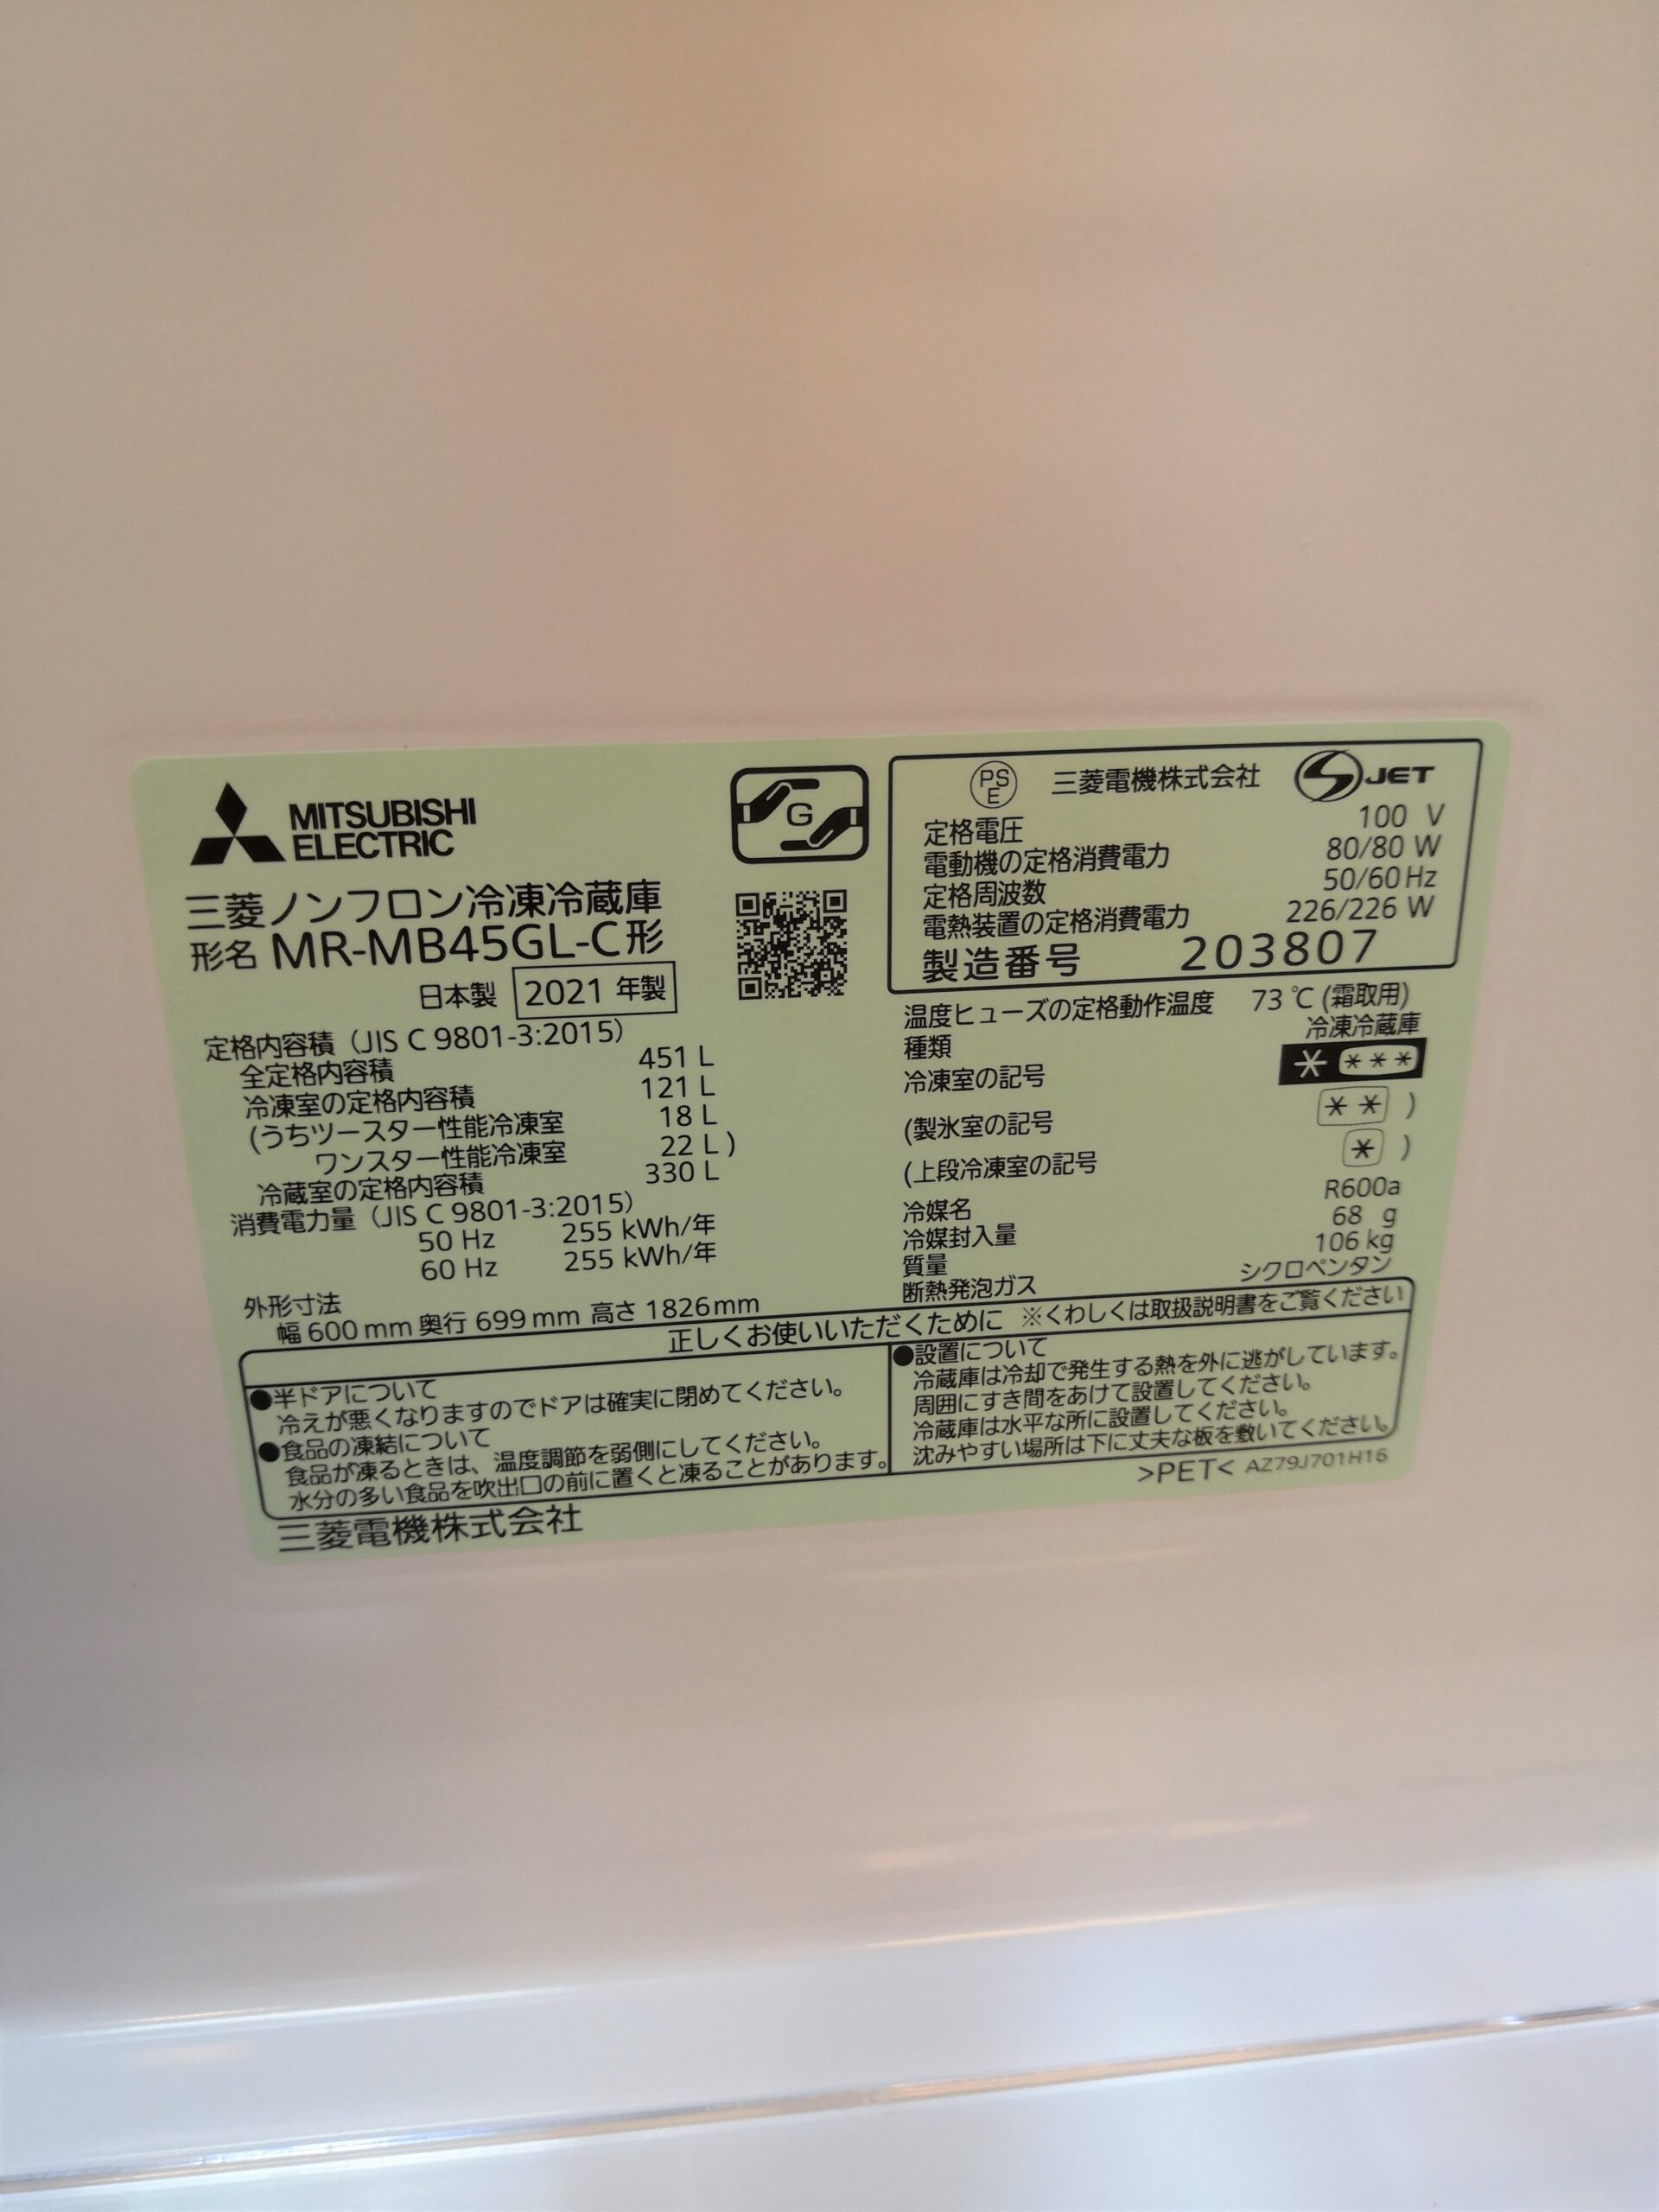 MITSUBISHI
ELECTRIC
G
三菱ノンフロン冷凍冷蔵庫
形名 MR-MB45GL-C形
日本製 2021 年製
定格内容積（JIS C 9801-3:2015）
全定格内容積 451 L
冷凍室の定格内容積 121 L
(うちツースター性能冷凍室 18 L
ワンスター性能冷凍室 22 L )
冷蔵室の定格内容積 330 L
消費電力量（JIS C 9801-3:2015）
50 Hz 255 kWh/年
60 Hz 255 kWh/年
外形寸法
幅 600 mm 奥行 699 mm 高さ 1826mm
PS
E
三菱電機株式会社 S JET
定格電圧 100 V
電動機の定格消費電力 80/80 W
定格周波数 50/60 Hz
電熱装置の定格消費電力 226/226 W
製造番号 203807
温度ヒューズの定格動作温度 73 ℃ (霜取用)
種類 冷凍冷蔵庫
冷凍室の記号 * ***
(製氷室の記号 ** )
(上段冷凍室の記号 * )
冷媒名 R600a
冷媒封入量 68 g
質量 106 kg
断熱発泡ガス シクロペンタン
正しくお使いいただくために ※くわしくは取扱説明書をご覧ください
●半ドアについて
冷えが悪くなりますのでドアは確実に閉めてください。
●食品の凍結について
食品が凍るときは、温度調節を弱側にしてください。
水分の多い食品を吹出口の前に置くと凍ることがあります。
●設置について
冷蔵庫は冷却で発生する熱を外に逃がしています。
周囲にすき間をあけて設置してください。
冷蔵庫は水平な所に設置してください。
沈みやすい場所は下に丈夫な板を敷いてください。
三菱電機株式会社
>PET< AZ79J701H16